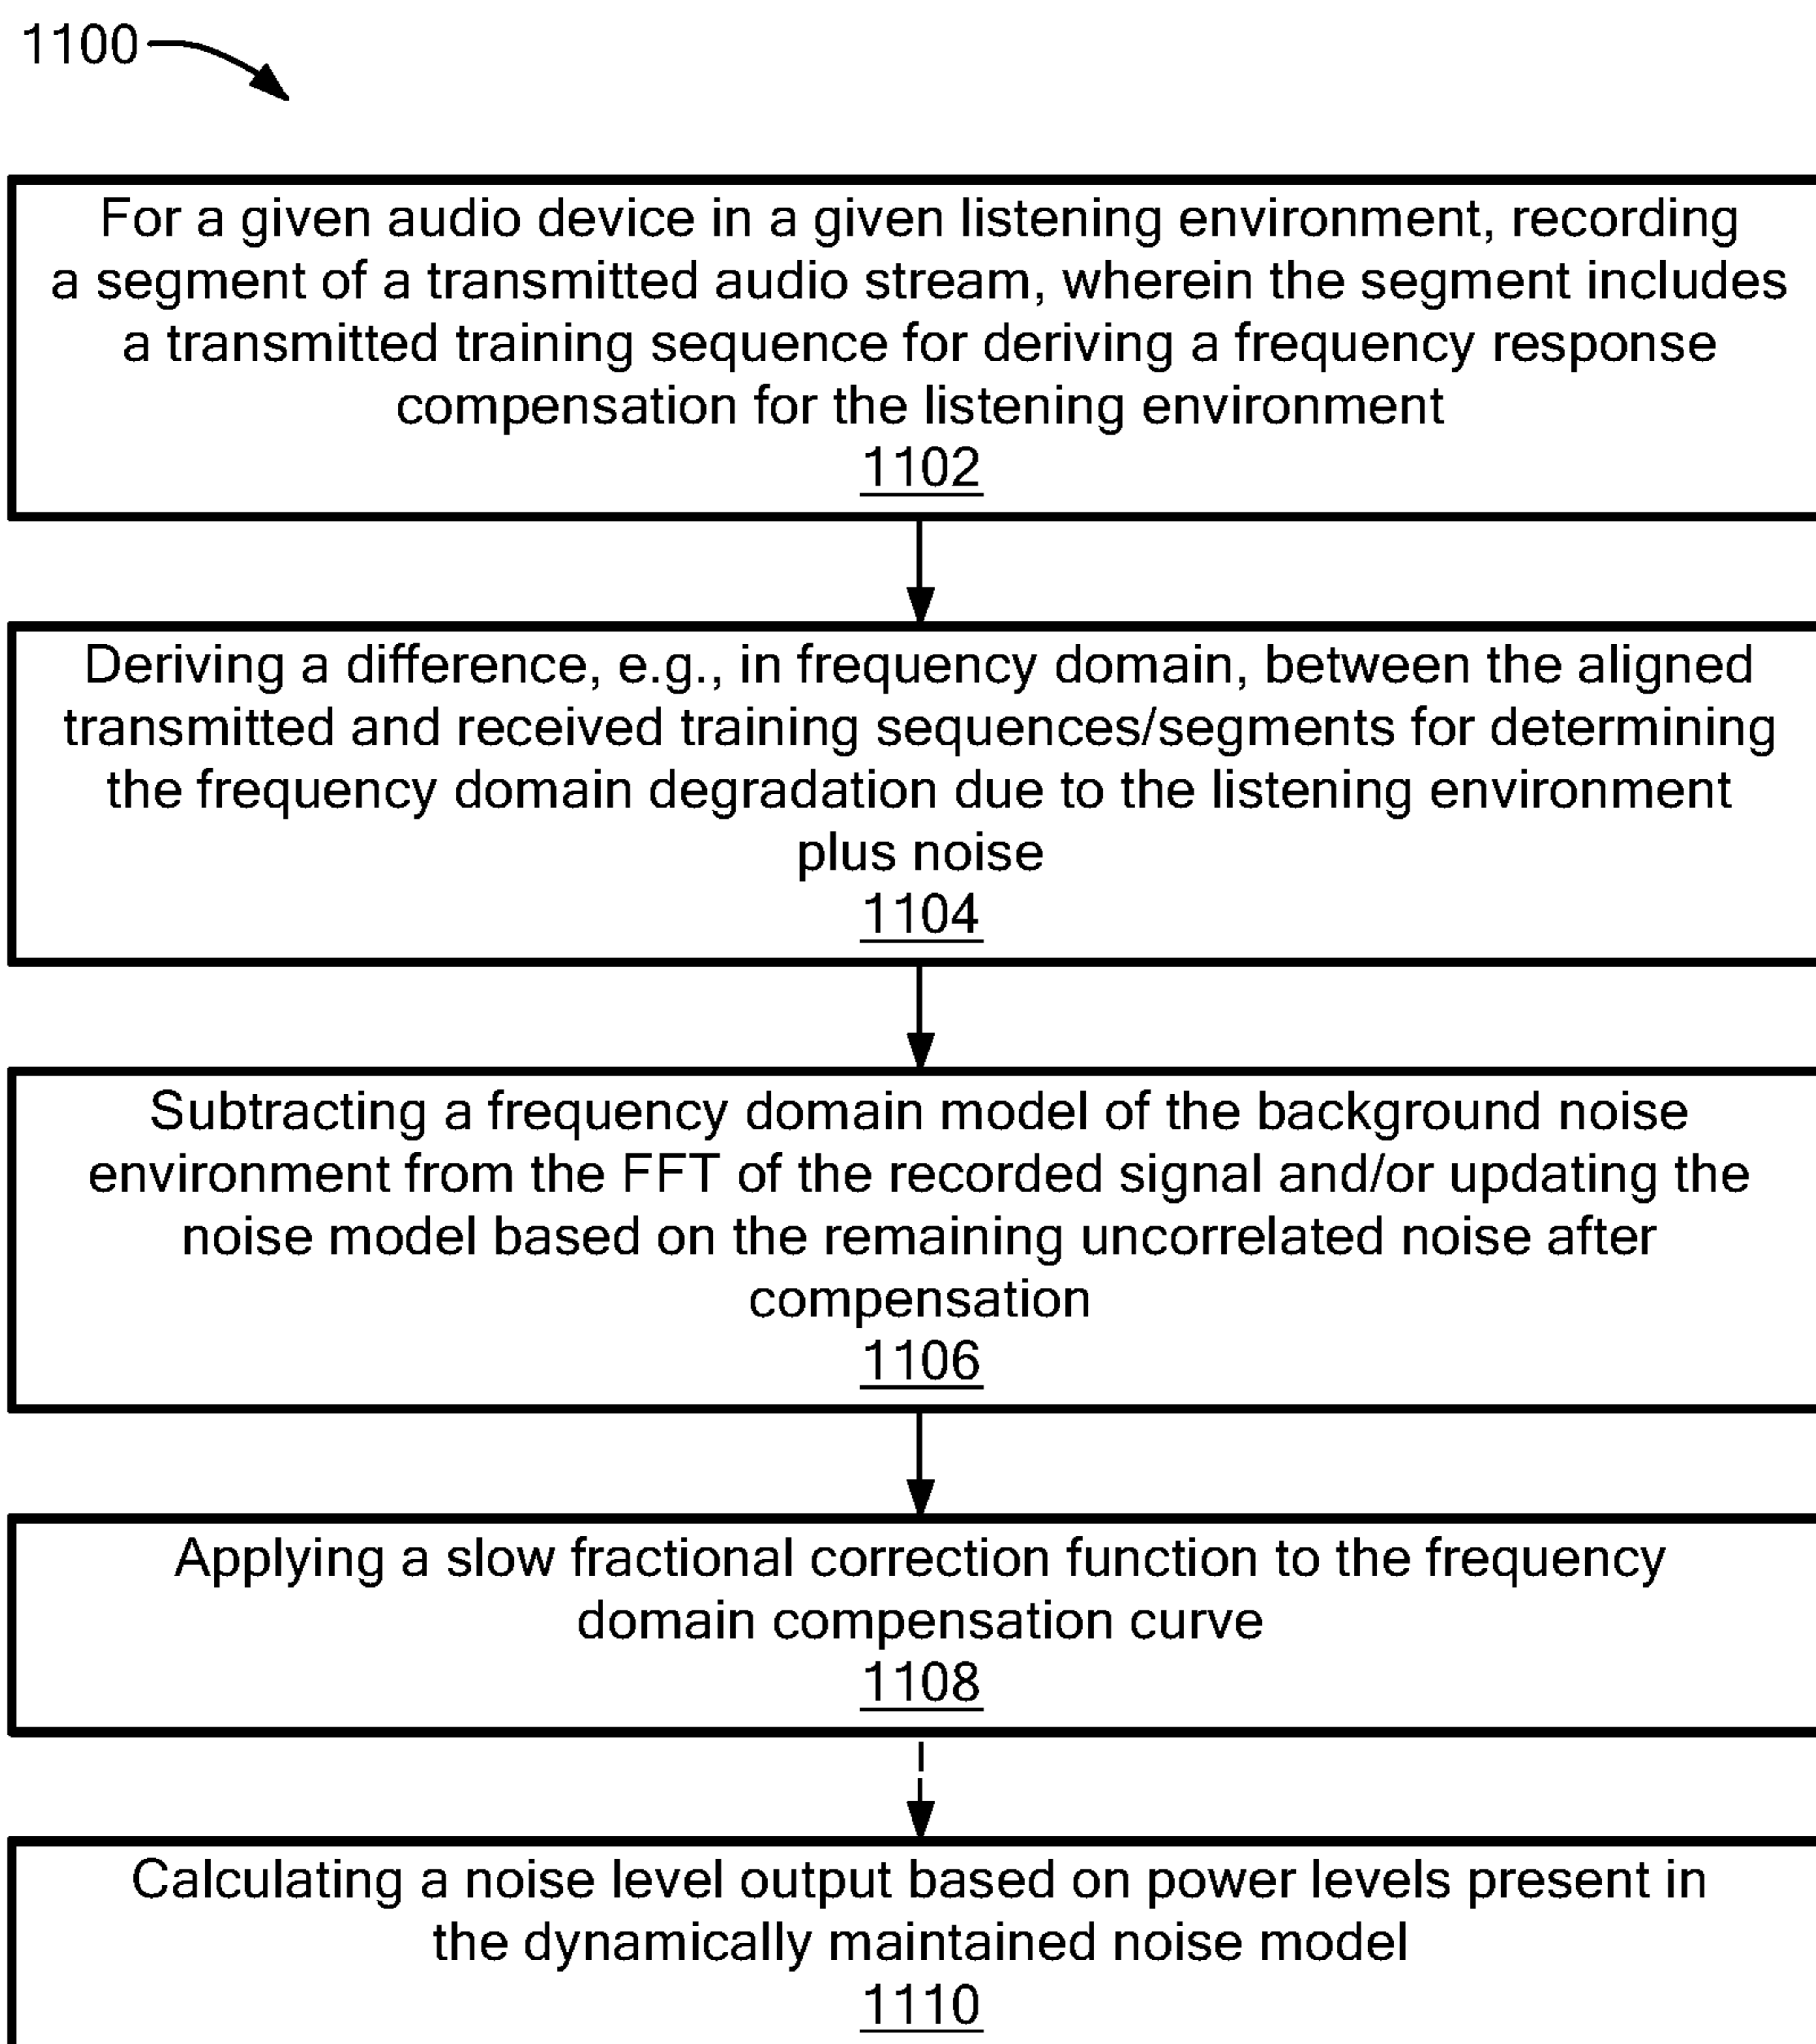 1100
For a given audio device in a given listening environment, recording
a segment of a transmitted audio stream, wherein the segment includes
a transmitted training sequence for deriving a frequency response
compensation for the listening environment
1102
Deriving a difference, e.g., in frequency domain, between the aligned
transmitted and received training sequences/segments for determining
the frequency domain degradation due to the listening environment
plus noise
1104
Subtracting a frequency domain model of the background noise
environment from the FFT of the recorded signal and/or updating the
noise model based on the remaining uncorrelated noise after
compensation
1106
Applying a slow fractional correction function to the frequency
domain compensation curve
1108
Calculating a noise level output based on power levels present in
the dynamically maintained noise model
1110